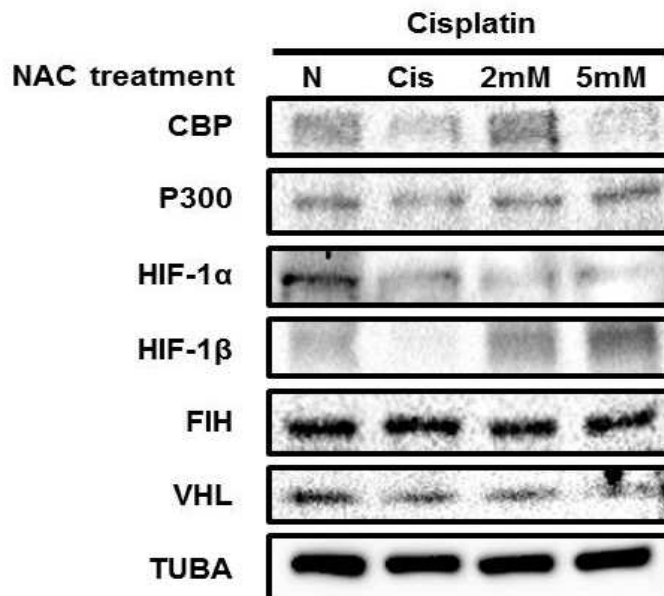 Cisplatin
NAC treatment N Cis 2mM 5mM
CBP
P300
HIF-1α
HIF-1β
FIH
VHL
TUBA